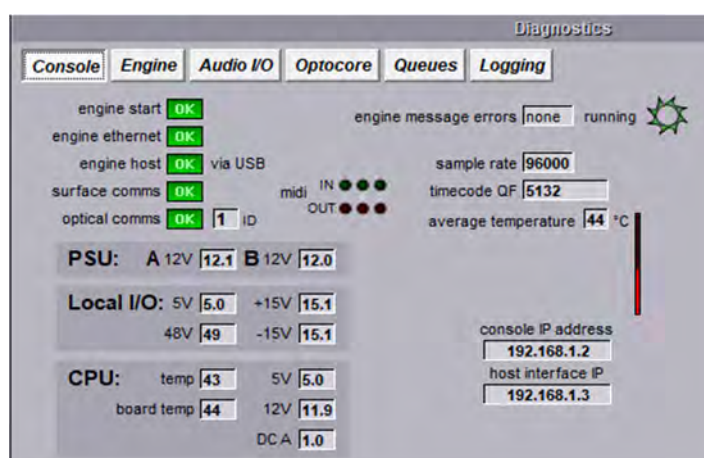 Diagnostics
Console Engine Audio I/O Optocore Queues Logging
engine start OK
engine message errors none running
engine ethernet OK
engine host OK via USB
sample rate 96000
surface comms OK
midi IN
timecode QF 5132
OUT
optical comms OK 1 ID
average temperature 44 °C
PSU: A 12V 12.1 B 12V 12.0
Local I/O: 5V 5.0 +15V 15.1
48V 49 -15V 15.1
console IP address
192.168.1.2
host interface IP
192.168.1.3
CPU: temp 43 5V 5.0
board temp 44 12V 11.9
DC A 1.0